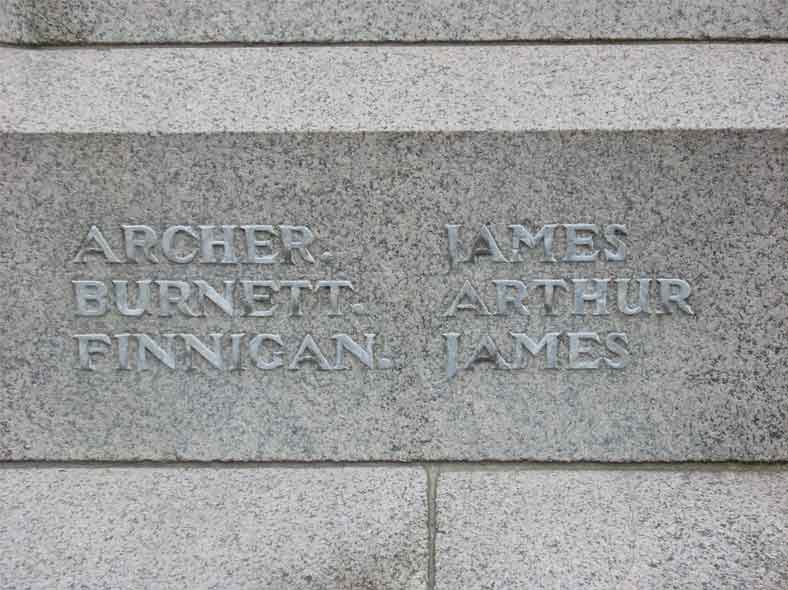 ARCHER. JAMES
BURNETT. ARTHUR
FINNIGAN. JAMES